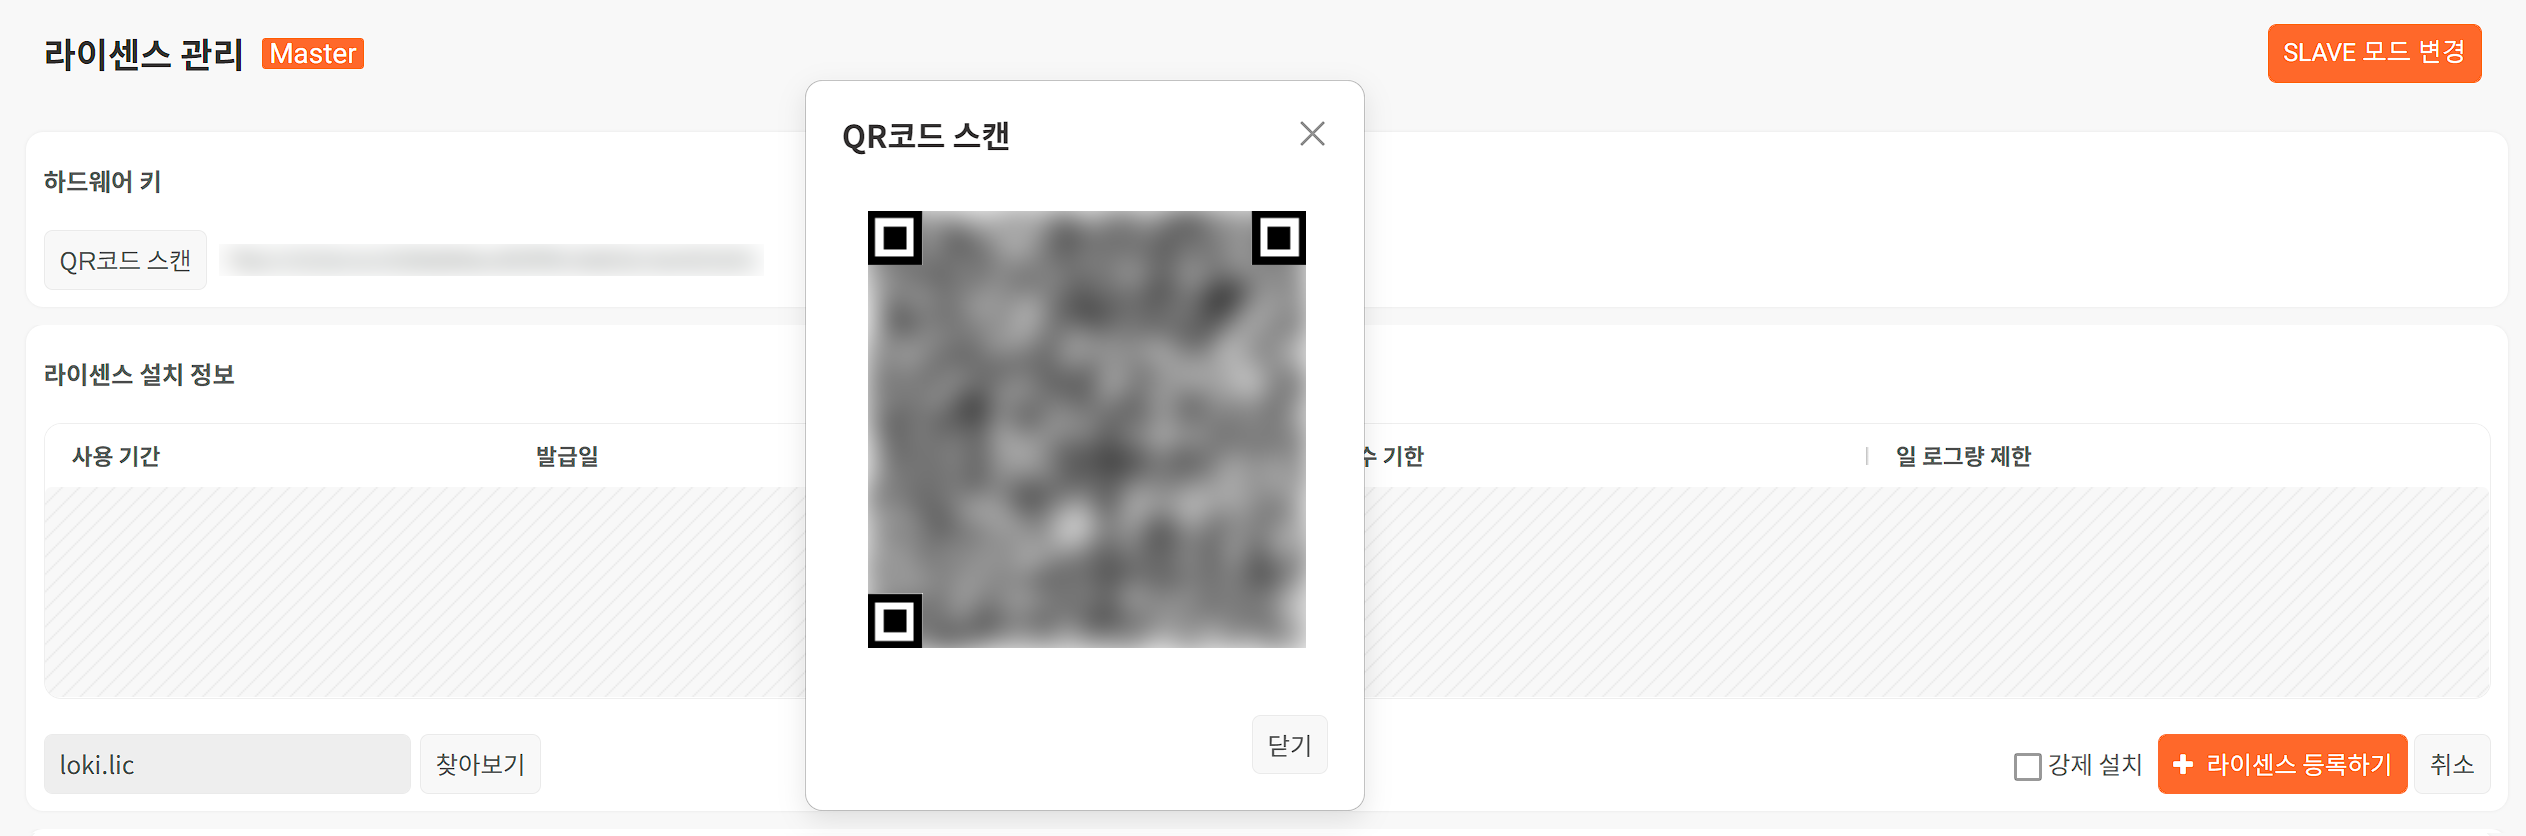 라이센스 관리 Master
SLAVE 모드 변경
QR코드 스캔
하드웨어 키
QR코드 스캔
라이센스 설치 정보
사용 기간 발급일 수 기한 일 로그량 제한
닫기
loki.lic 찾아보기 강제 설치 라이센스 등록하기 취소